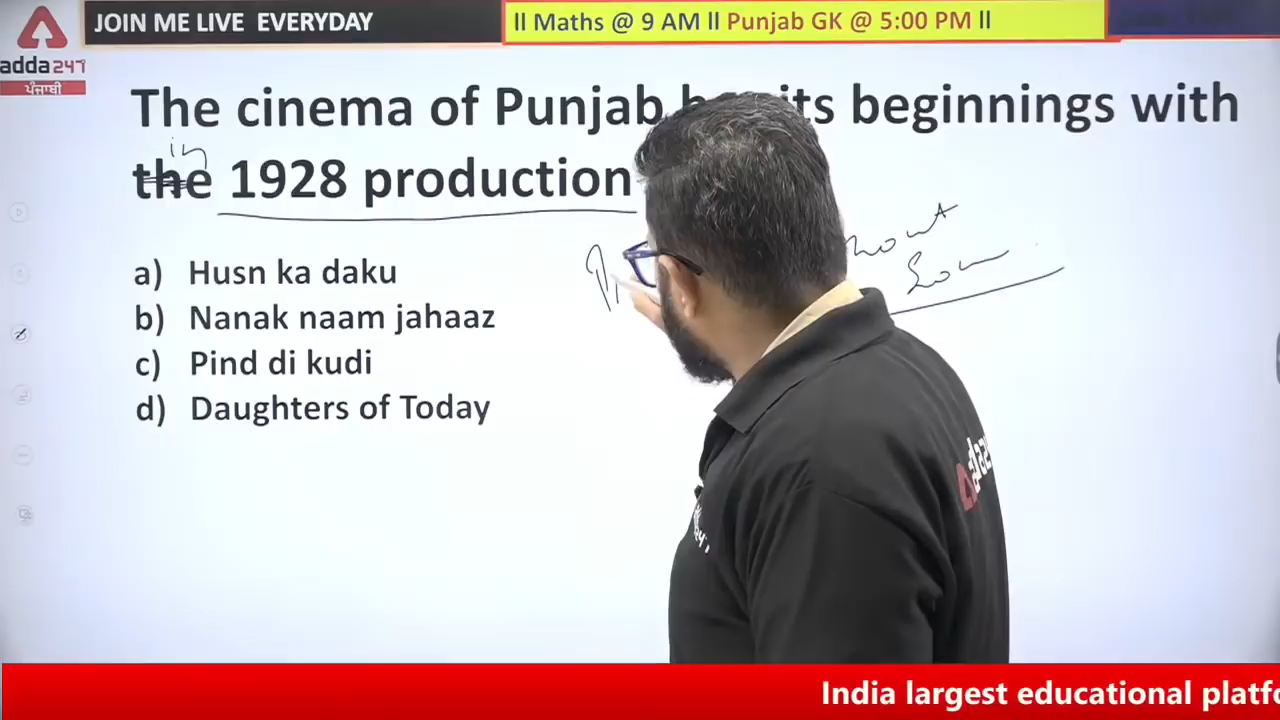 JOIN ME LIVE EVERYDAY
ll Maths @ 9 AM ll Punjab GK @ 5:00 PM ll
adda247
ਪੰਜਾਬੀ
The cinema of Punjab its beginnings with
in
the 1928 production
a) Husn ka daku
b) Nanak naam jahaaz
c) Pind di kudi
d) Daughters of Today
India largest educational platfo